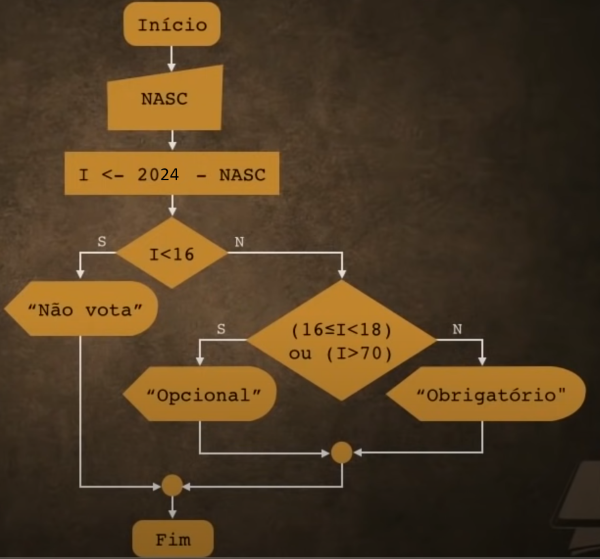 Início
NASC
I <- 2024 - NASC
S
I<16
N
“Não vota”
S
(16≤I<18)
ou (I>70)
N
“Opcional”
“Obrigatório"
Fim